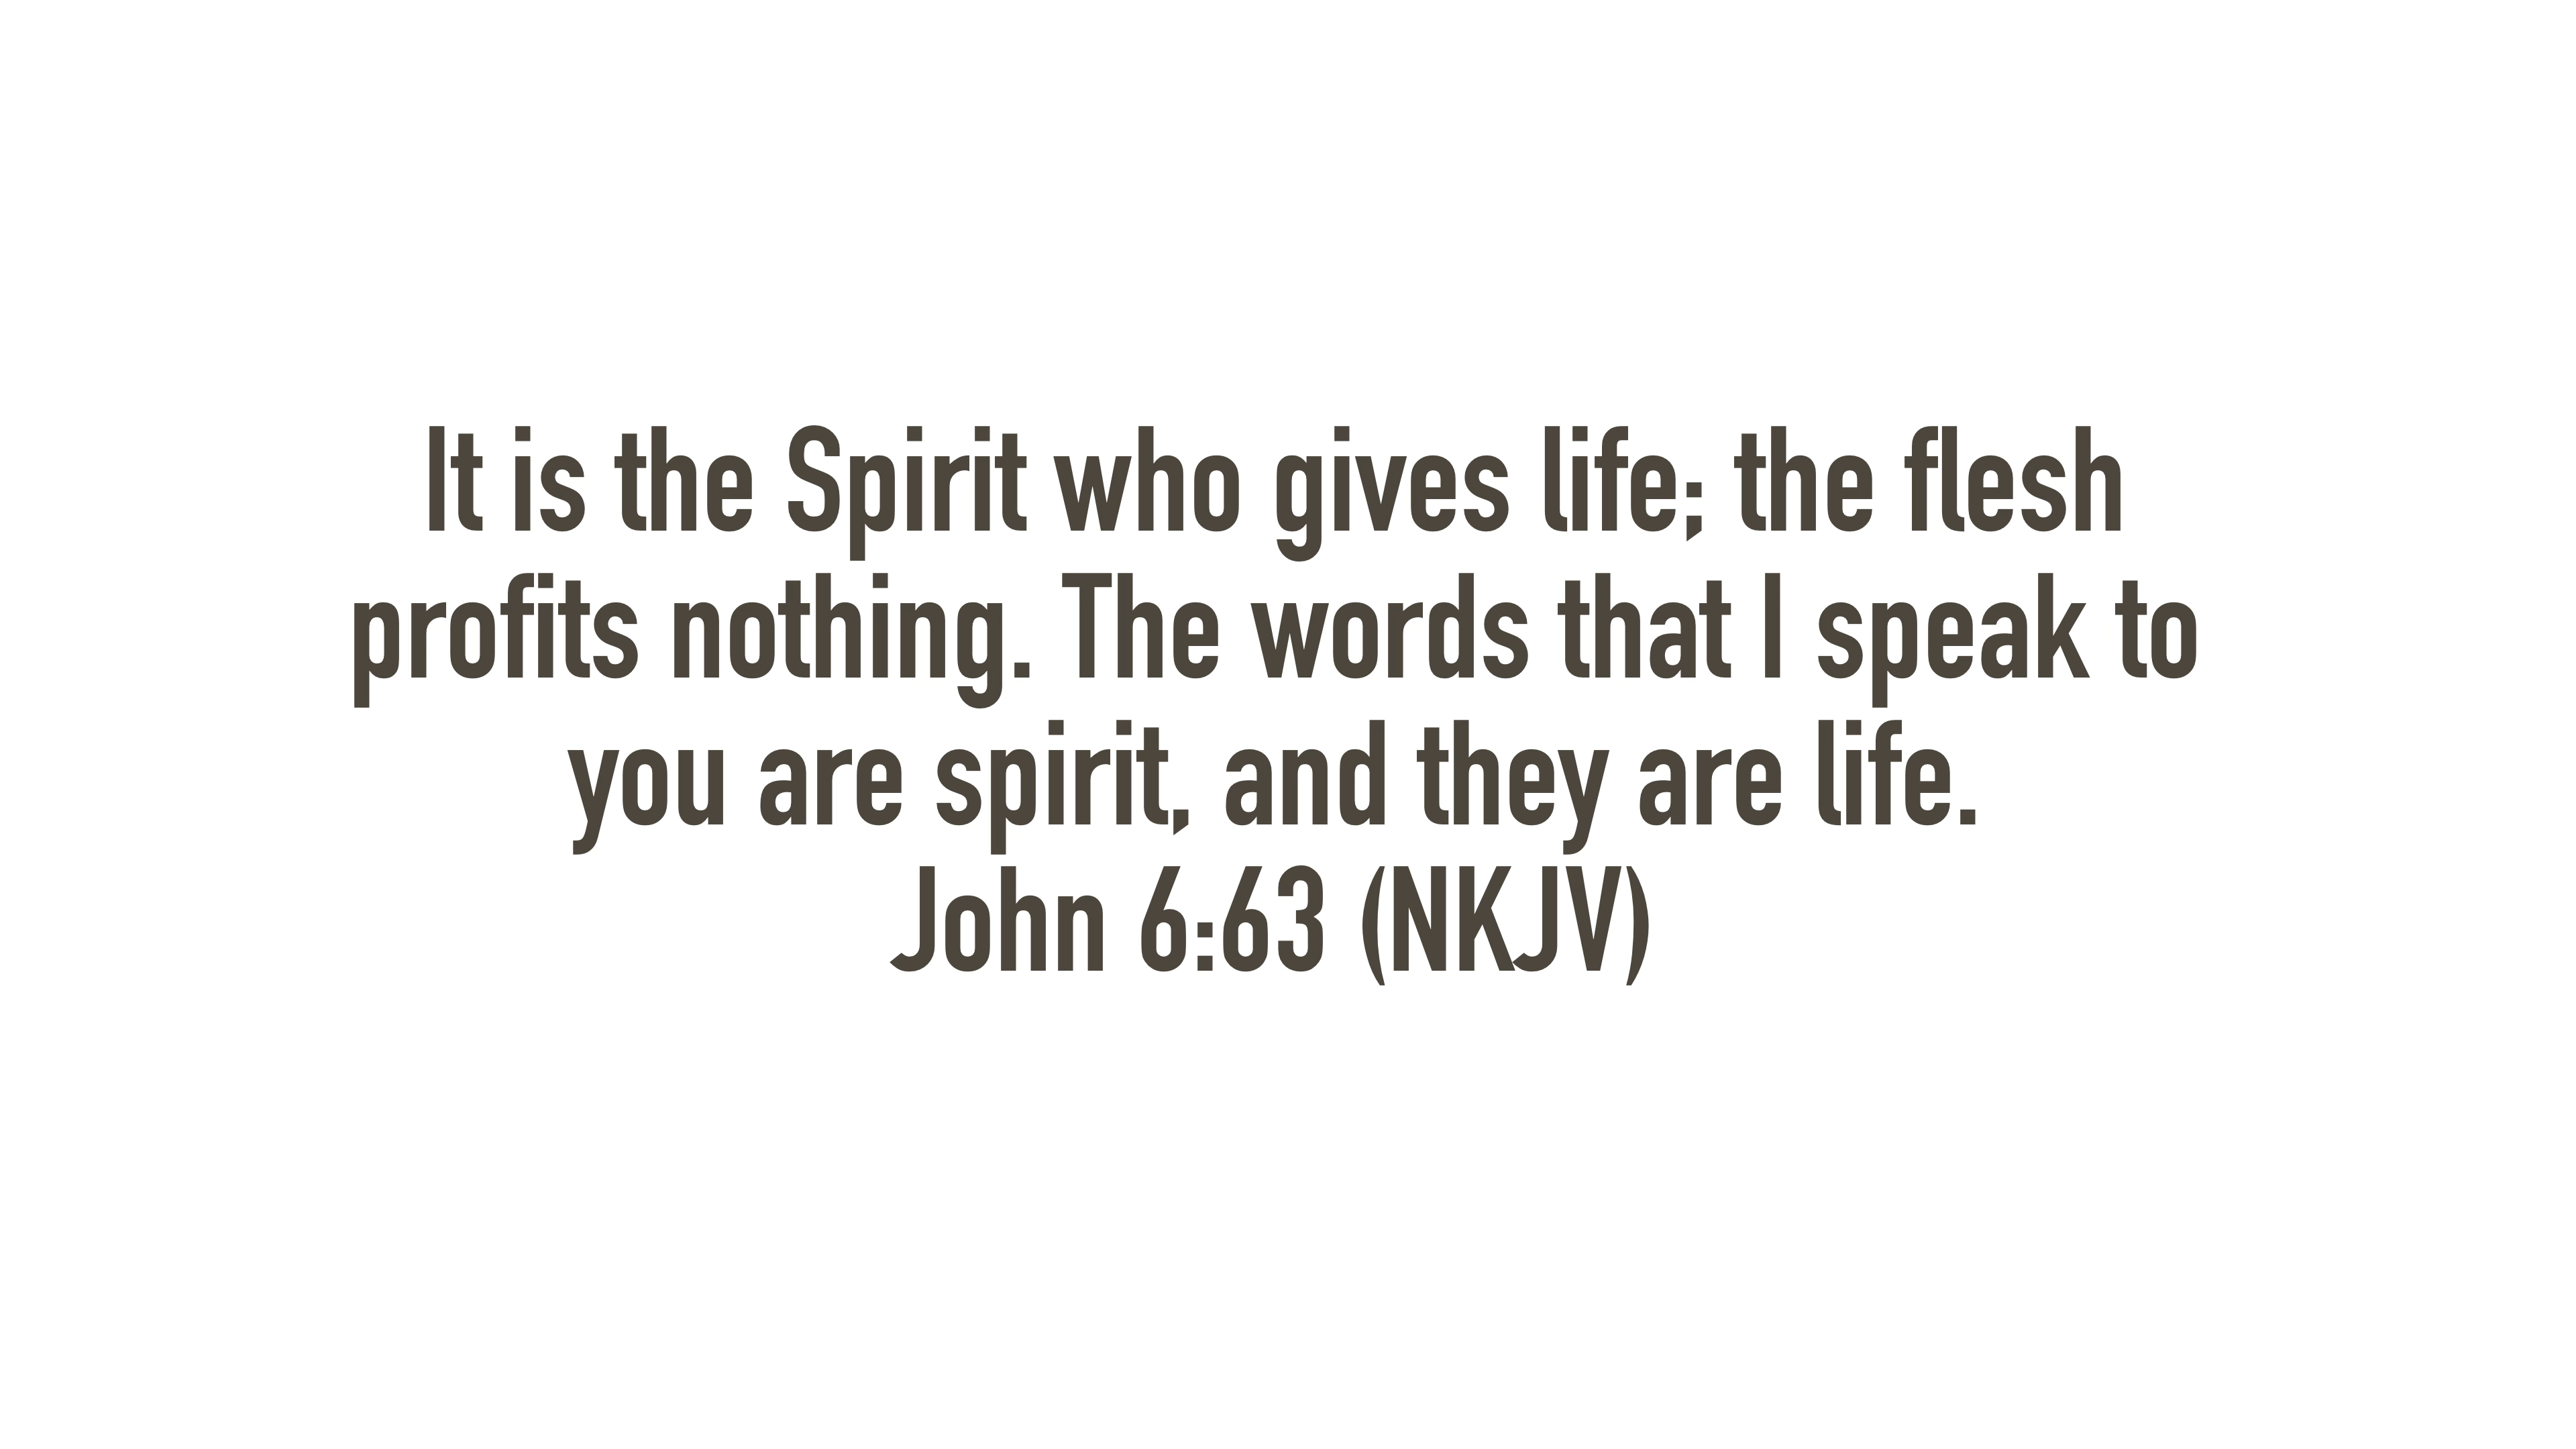 It is the Spirit who gives life; the flesh
profits nothing. The words that I speak to
you are spirit, and they are life.
John 6:63 (NKJV)